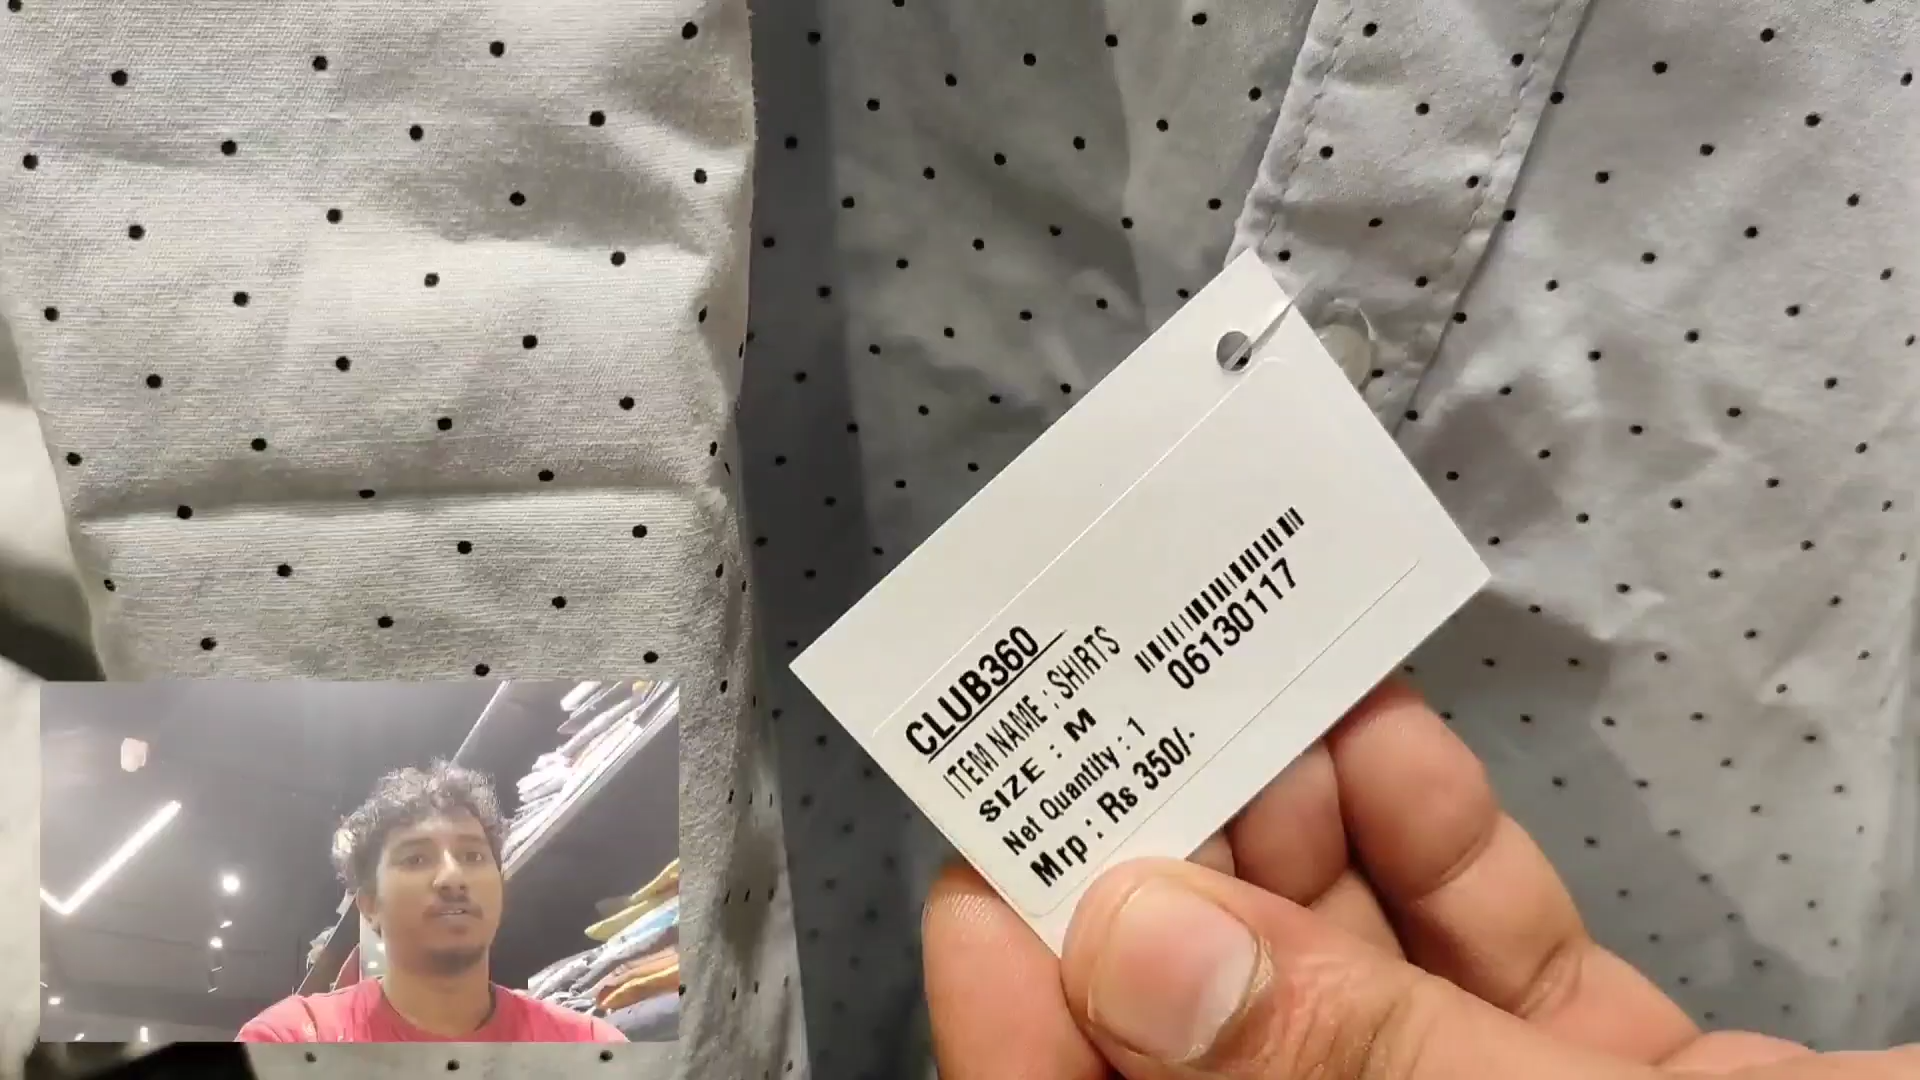 CLUB360
ITEM NAME : SHIRTS
SIZE : M
Net Quantity : 1
Mrp : Rs 350/-
06130117